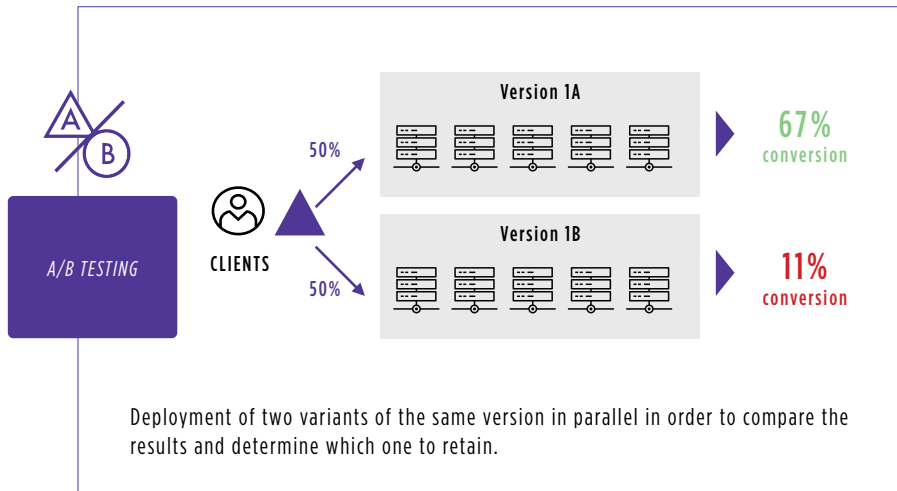 A
B
A/B TESTING
CLIENTS
50%
50%
Version 1A
67%
conversion
Version 1B
11%
conversion
Deployment of two variants of the same version in parallel in order to compare the
results and determine which one to retain.